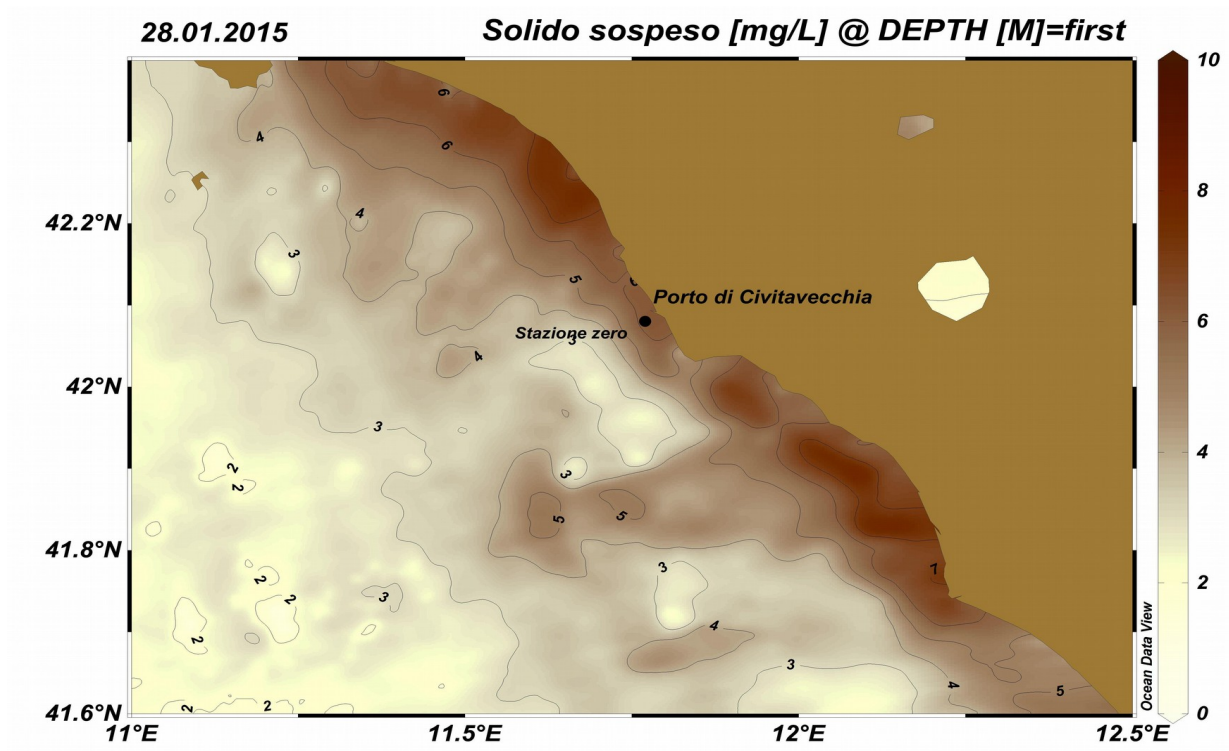 28.01.2015
Solido sospeso [mg/L] @ DEPTH [M]=first
10
8
6
4
2
0
Ocean Data View
42.2°N
42°N
41.8°N
41.6°N
11°E
11.5°E
12°E
12.5°E
Porto di Civitavecchia
Stazione zero
6
6
4
4
3
5
4
3
3
5
5
2
2
2
2
2
3
3
4
3
7
4
5
2
2